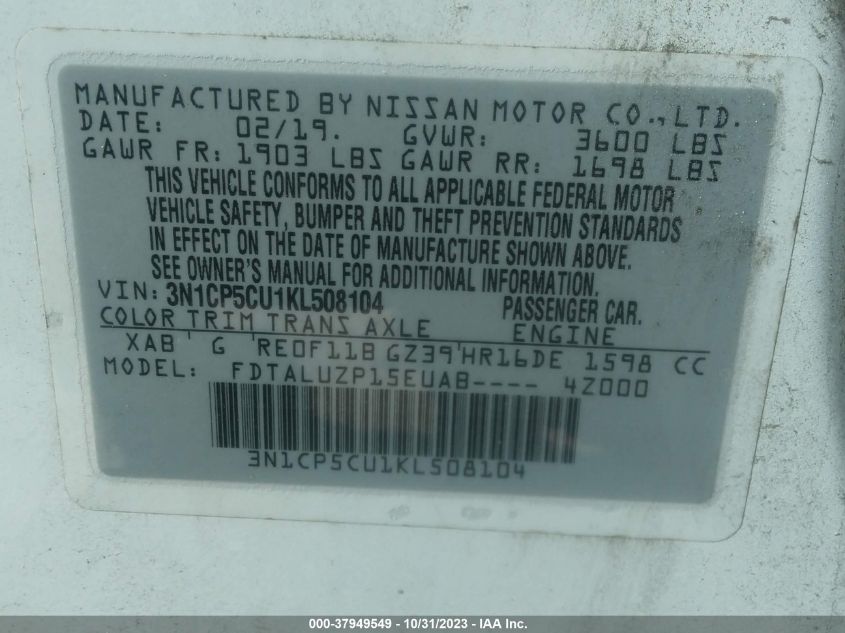 MANUFACTURED BY NISSAN MOTOR CO.,LTD.
DATE: 02/19. GVWR: 3600 LBS
GAWR FR: 1903 LBS GAWR RR: 1698 LBS
THIS VEHICLE CONFORMS TO ALL APPLICABLE FEDERAL MOTOR
VEHICLE SAFETY, BUMPER AND THEFT PREVENTION STANDARDS
IN EFFECT ON THE DATE OF MANUFACTURE SHOWN ABOVE.
SEE OWNER'S MANUAL FOR ADDITIONAL INFORMATION.
VIN: 3N1CP5CU1KL508104 PASSENGER CAR.
COLOR TRIM TRANS AXLE ENGINE
XAB G RE0F11B GZ39 HR16DE 1598 CC
MODEL: FDTALUZP15EUAB---- 4Z000
3N1CP5CU1KL508104
000-37949549 - 10/31/2023 - IAA Inc.